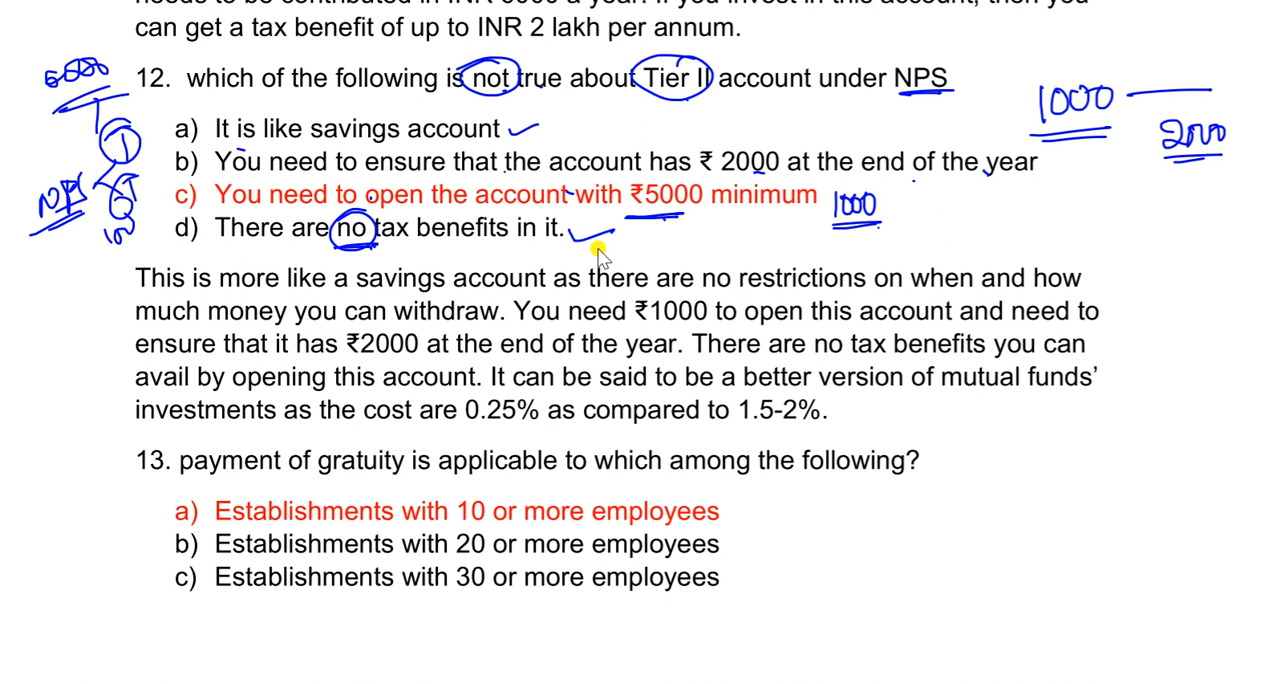 can get a tax benefit of up to INR 2 lakh per annum.
12. which of the following is not true about Tier II account under NPS
1000
2000
a) It is like savings account
b) You need to ensure that the account has ₹ 2000 at the end of the year
c) You need to open the account with ₹5000 minimum
1000
NPS
d) There are no tax benefits in it.
This is more like a savings account as there are no restrictions on when and how
much money you can withdraw. You need ₹1000 to open this account and need to
ensure that it has ₹2000 at the end of the year. There are no tax benefits you can
avail by opening this account. It can be said to be a better version of mutual funds’
investments as the cost are 0.25% as compared to 1.5-2%.
13. payment of gratuity is applicable to which among the following?
a) Establishments with 10 or more employees
b) Establishments with 20 or more employees
c) Establishments with 30 or more employees